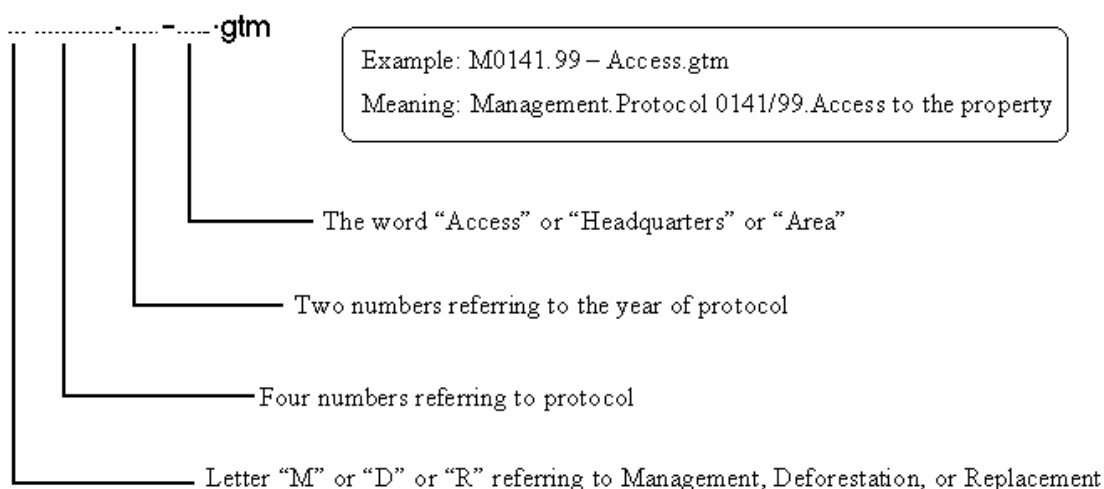 ... ............-...... – ......gtm
Example: M0141.99 – Access.gtm
Meaning: Management.Protocol 0141/99.Access to the property
The word “Access” or “Headquarters” or “Area”
Two numbers referring to the year of protocol
Four numbers referring to protocol
Letter “M” or “D” or “R” referring to Management, Deforestation, or Replacement